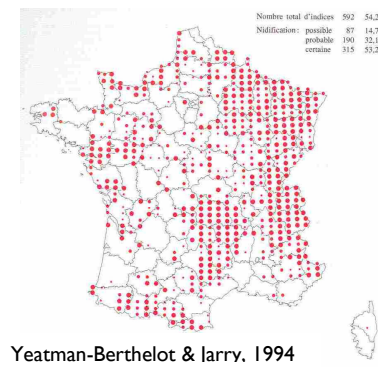 Nombre total d'indices 592 54,2
Nidification: possible 87 14,7
probable 190 32,1
certaine 315 53,2
Yeatman-Berthelot & Jarry, 1994